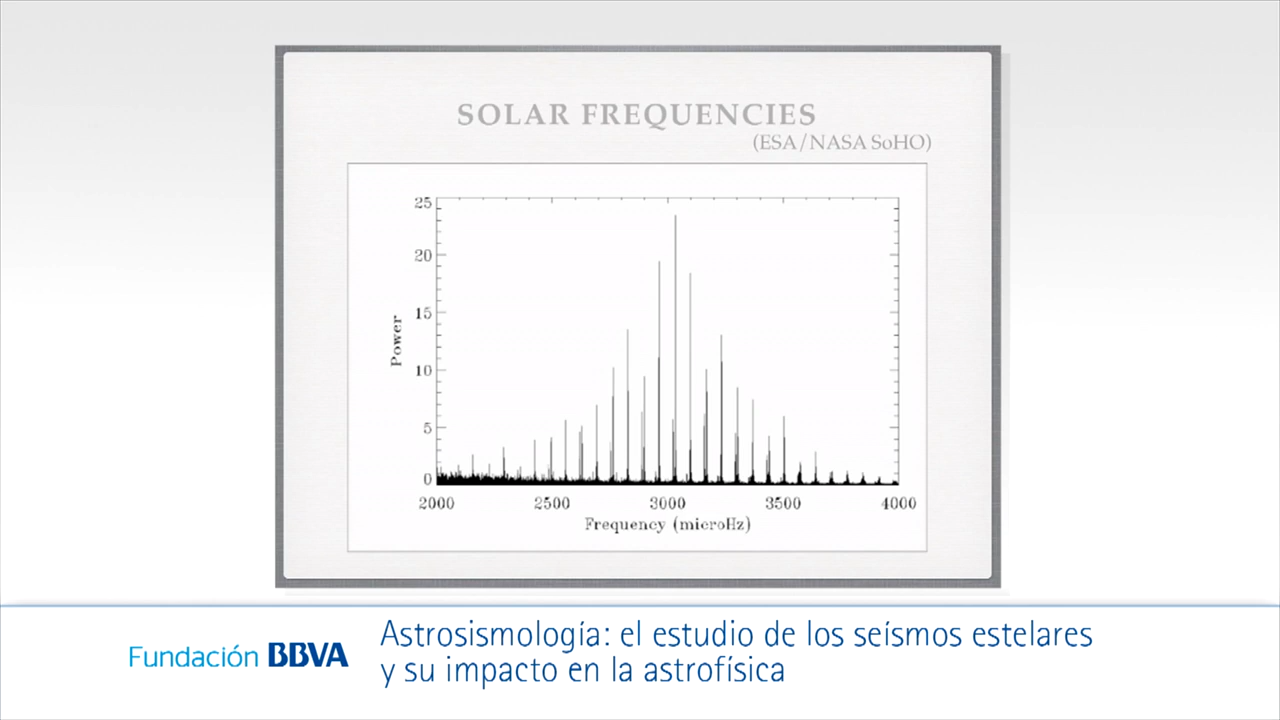 SOLAR FREQUENCIES
(ESA/NASA SoHO)
25
20
15
10
5
0
Power
2000 2500 3000 3500 4000
Frequency (microHz)
Fundación BBVA
Astrosismología: el estudio de los seísmos estelares
y su impacto en la astrofísica